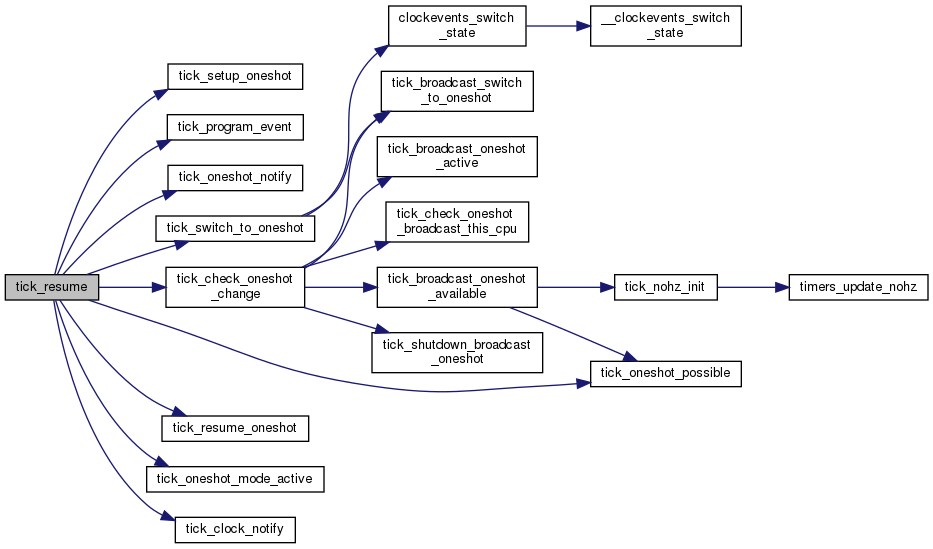 clockevents_switch
_state
__clockevents_switch
_state
tick_setup_oneshot
tick_broadcast_switch
_to_oneshot
tick_program_event
tick_broadcast_oneshot
_active
tick_oneshot_notify
tick_switch_to_oneshot
tick_check_oneshot
_broadcast_this_cpu
tick_resume
tick_check_oneshot
_change
tick_broadcast_oneshot
_available
tick_nohz_init
timers_update_nohz
tick_shutdown_broadcast
_oneshot
tick_oneshot_possible
tick_resume_oneshot
tick_oneshot_mode_active
tick_clock_notify